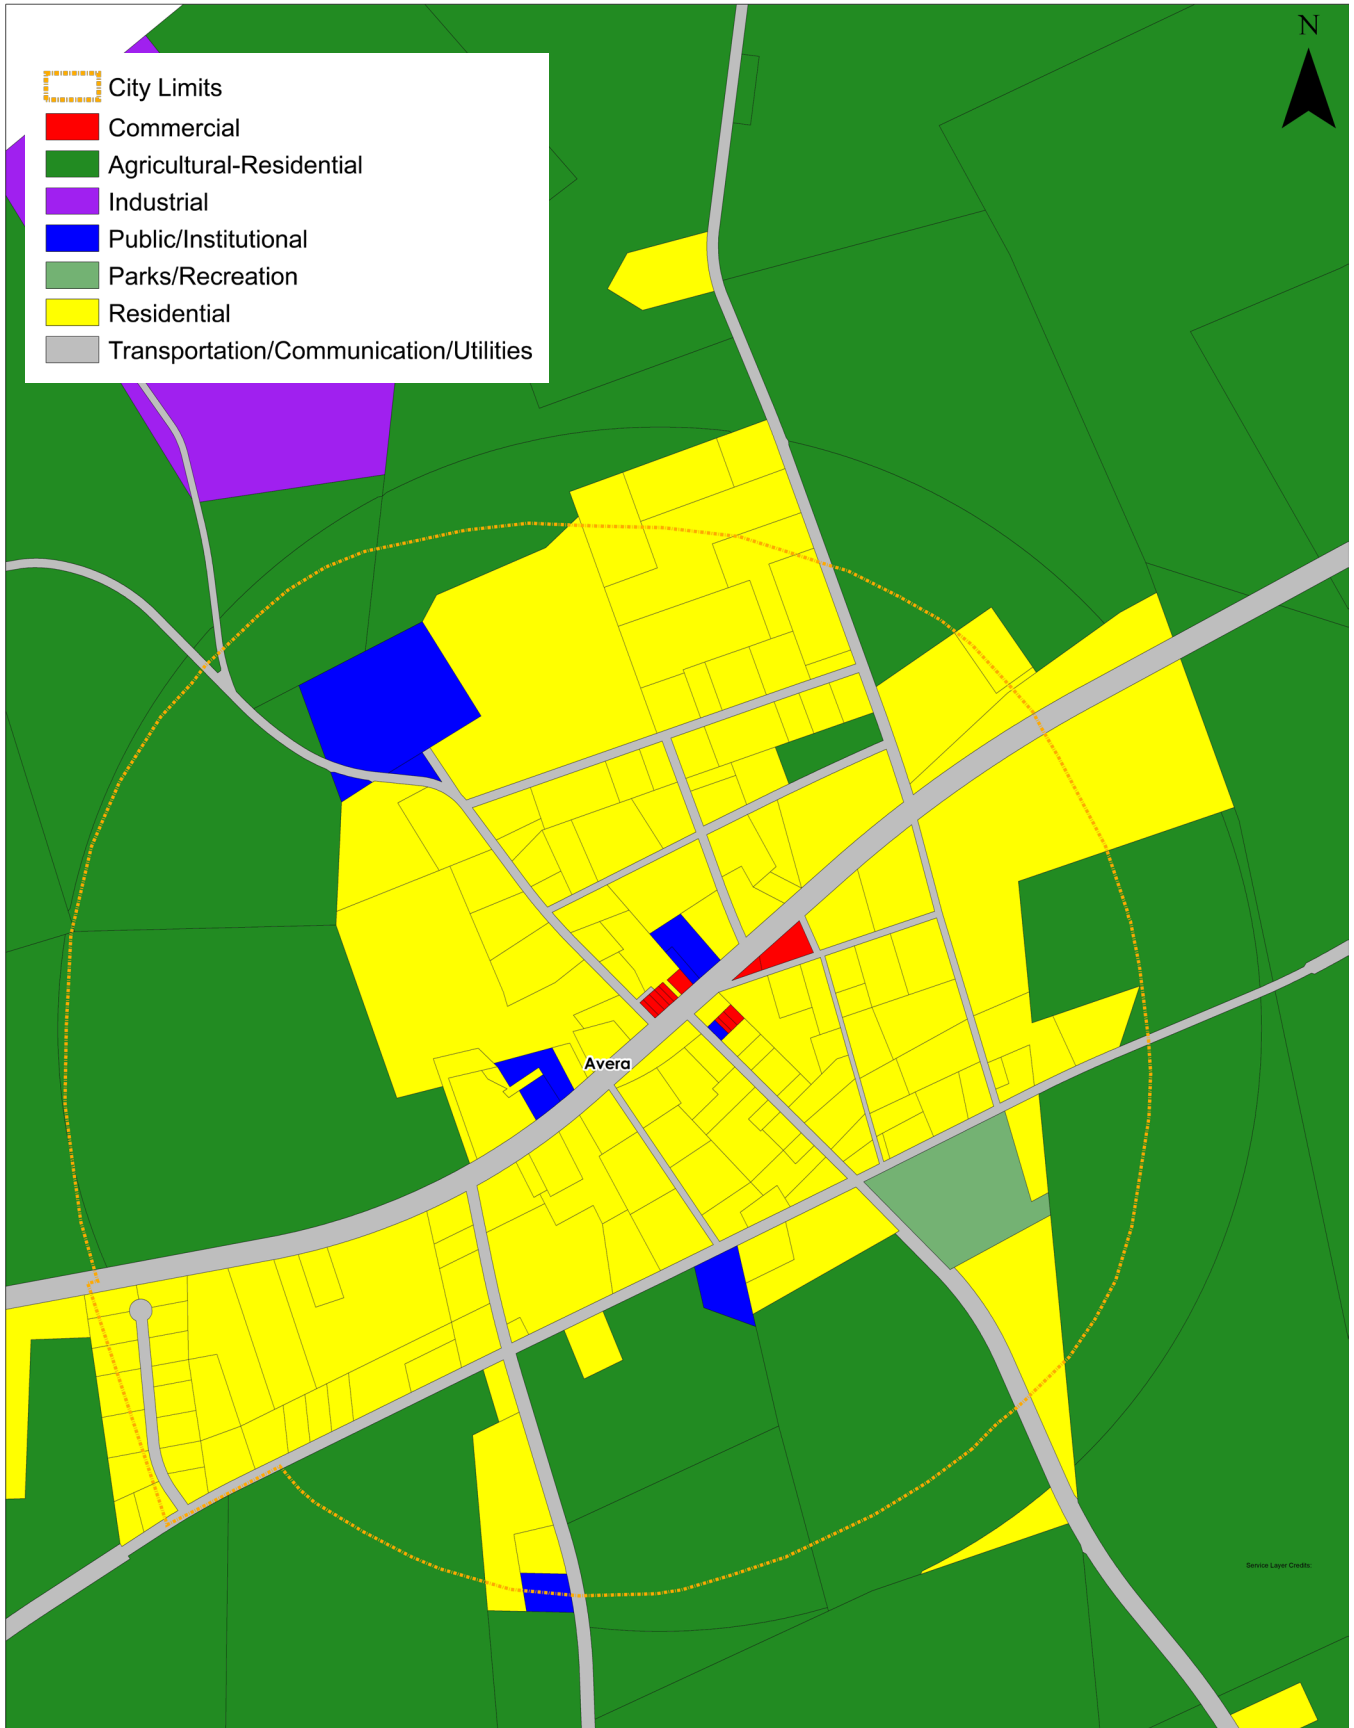 N
City Limits
Commercial
Agricultural-Residential
Industrial
Public/Institutional
Parks/Recreation
Residential
Transportation/Communication/Utilities
Avera
Service Layer Credits: